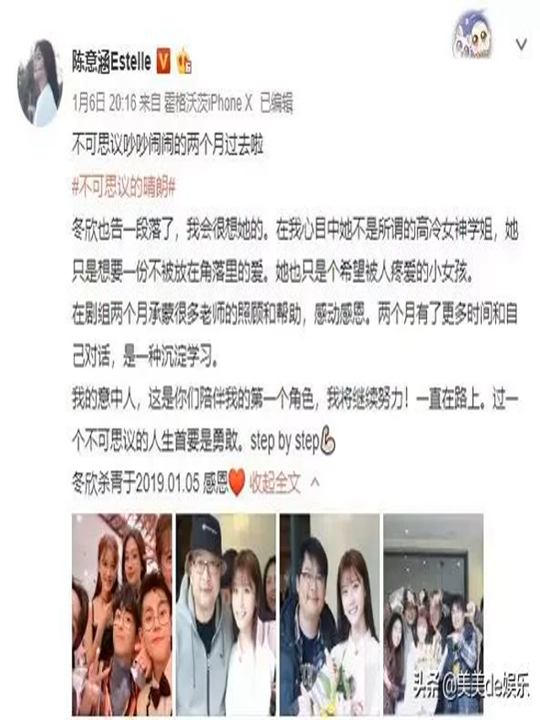 陈意涵Estelle
1月6日 20:16 来自 霍格沃茨iPhone X 已编辑
不可思议吵吵闹闹的两个月过去啦
#不可思议的晴朗#
冬欣也告一段落了，我会很想她的。在我心目中她不是所谓的高冷女神学姐，她
只是想要一份不被放在角落里的爱。她也只是个希望被人疼爱的小女孩。
在剧组两个月承蒙很多老师的照顾和帮助，感动感恩。两个月有了更多时间和自
己对话，是一种沉淀学习。
我的意中人，这是你们陪伴我的第一个角色，我将继续努力！一直在路上。过一
个不可思议的人生首要是勇敢。step by step💪
冬欣杀青于2019.01.05 感恩❤️ 收起全文 ^
头条@美美de娱乐